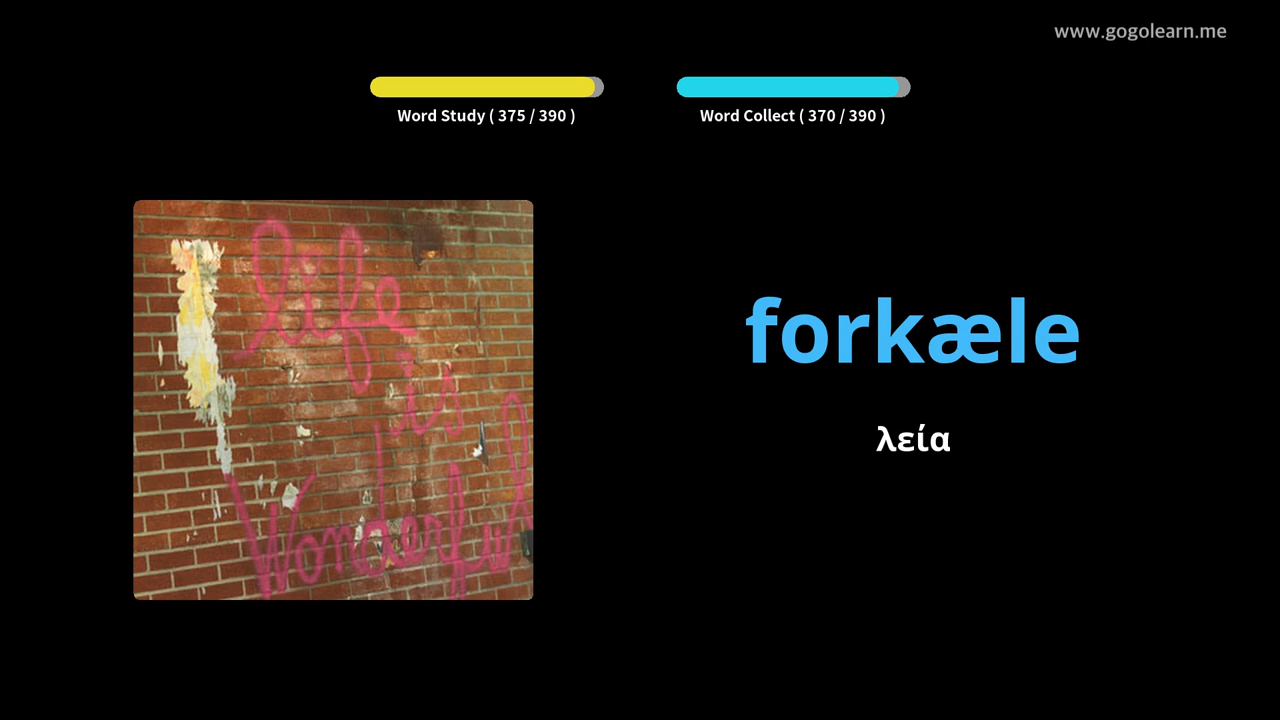 www.gogolearn.me
Word Study ( 375 / 390 )
Word Collect ( 370 / 390 )
life
is
Wonderful
forkæle
λεία